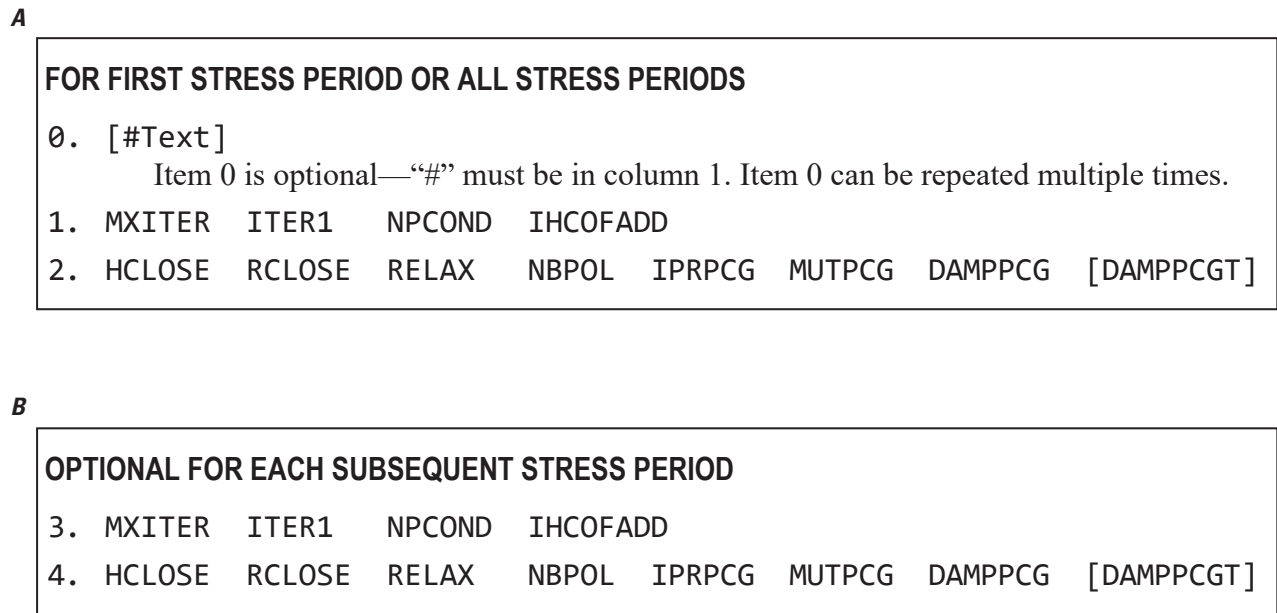 A
FOR FIRST STRESS PERIOD OR ALL STRESS PERIODS
0. [#Text]
Item 0 is optional—“#” must be in column 1. Item 0 can be repeated multiple times.
1. MXITER ITER1 NPCOND IHCOFADD
2. HCLOSE RCLOSE RELAX NBPOL IPRPCG MUTPCG DAMPPCG [DAMPPCGT]
B
OPTIONAL FOR EACH SUBSEQUENT STRESS PERIOD
3. MXITER ITER1 NPCOND IHCOFADD
4. HCLOSE RCLOSE RELAX NBPOL IPRPCG MUTPCG DAMPPCG [DAMPPCGT]